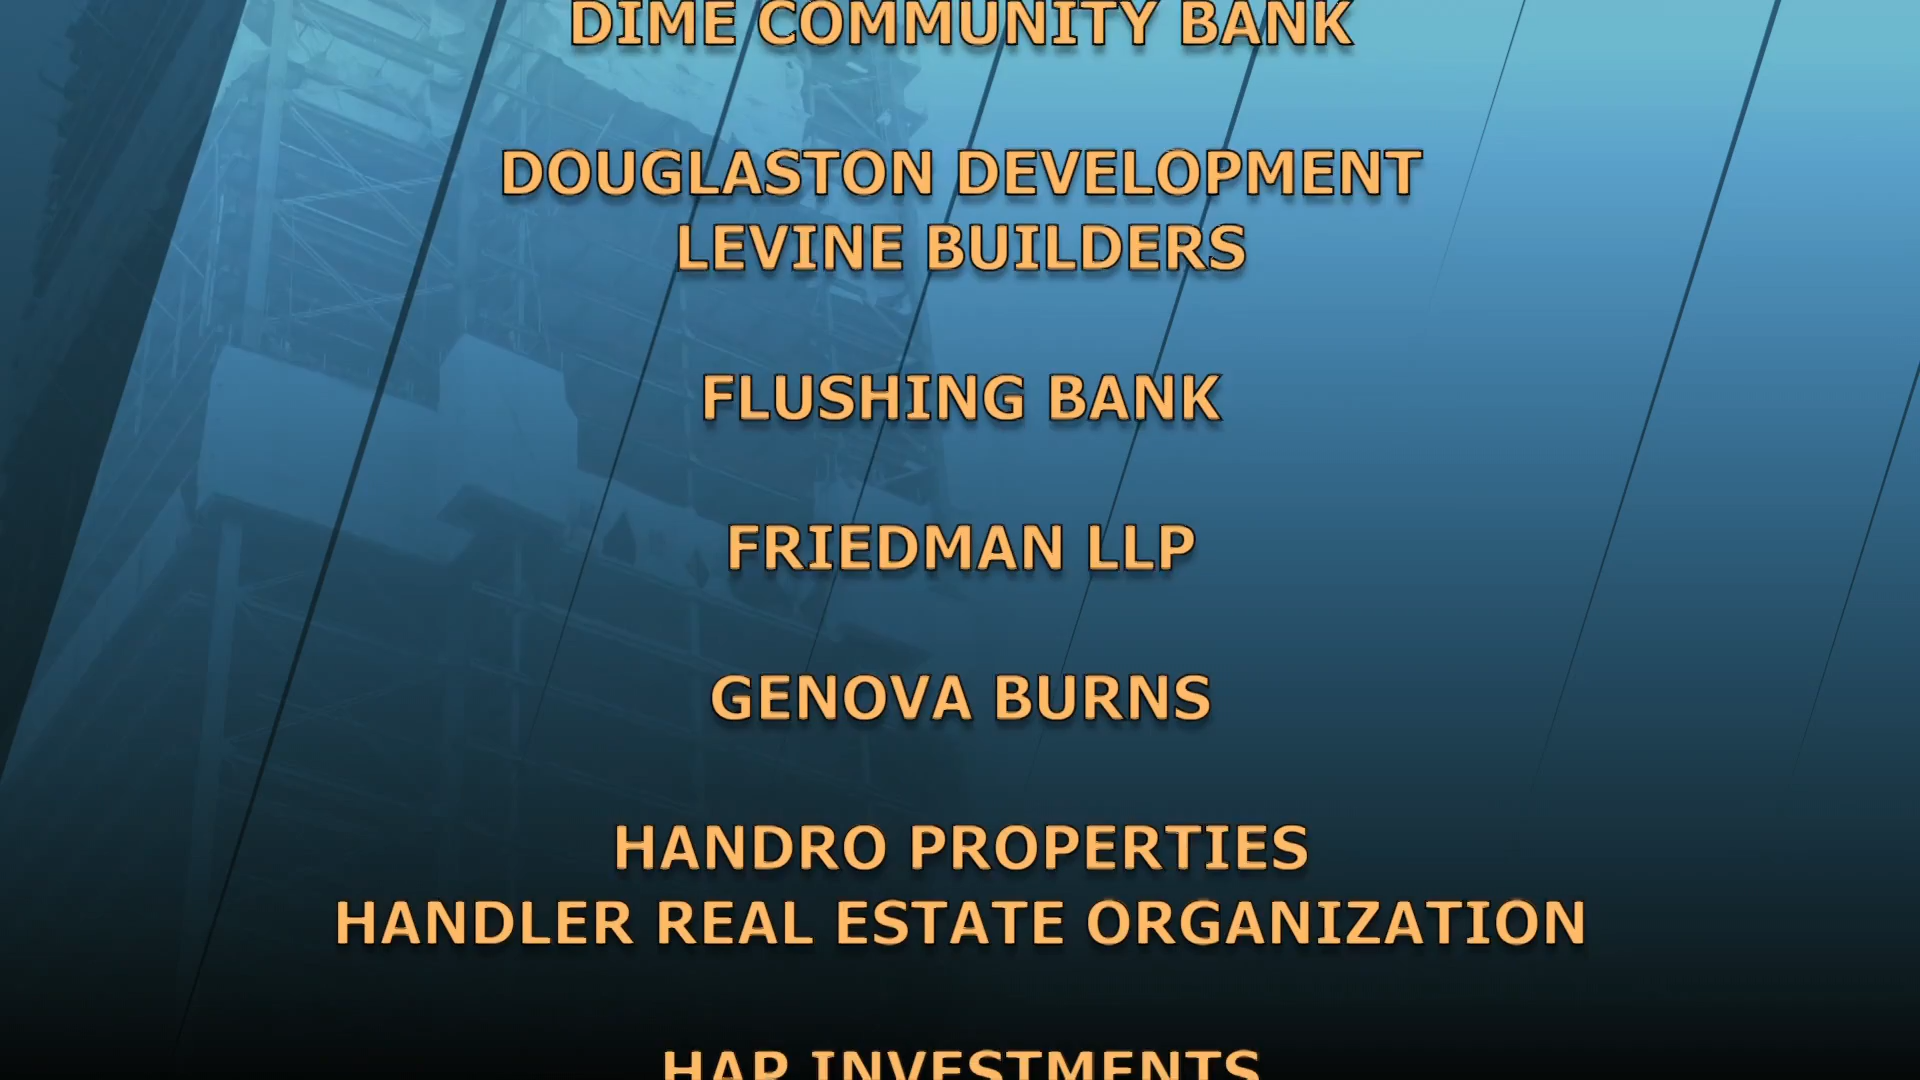 DIME COMMUNITY BANK
DOUGLASTON DEVELOPMENT
LEVINE BUILDERS
FLUSHING BANK
FRIEDMAN LLP
GENOVA BURNS
HANDRO PROPERTIES
HANDLER REAL ESTATE ORGANIZATION
HAP INVESTMENTS